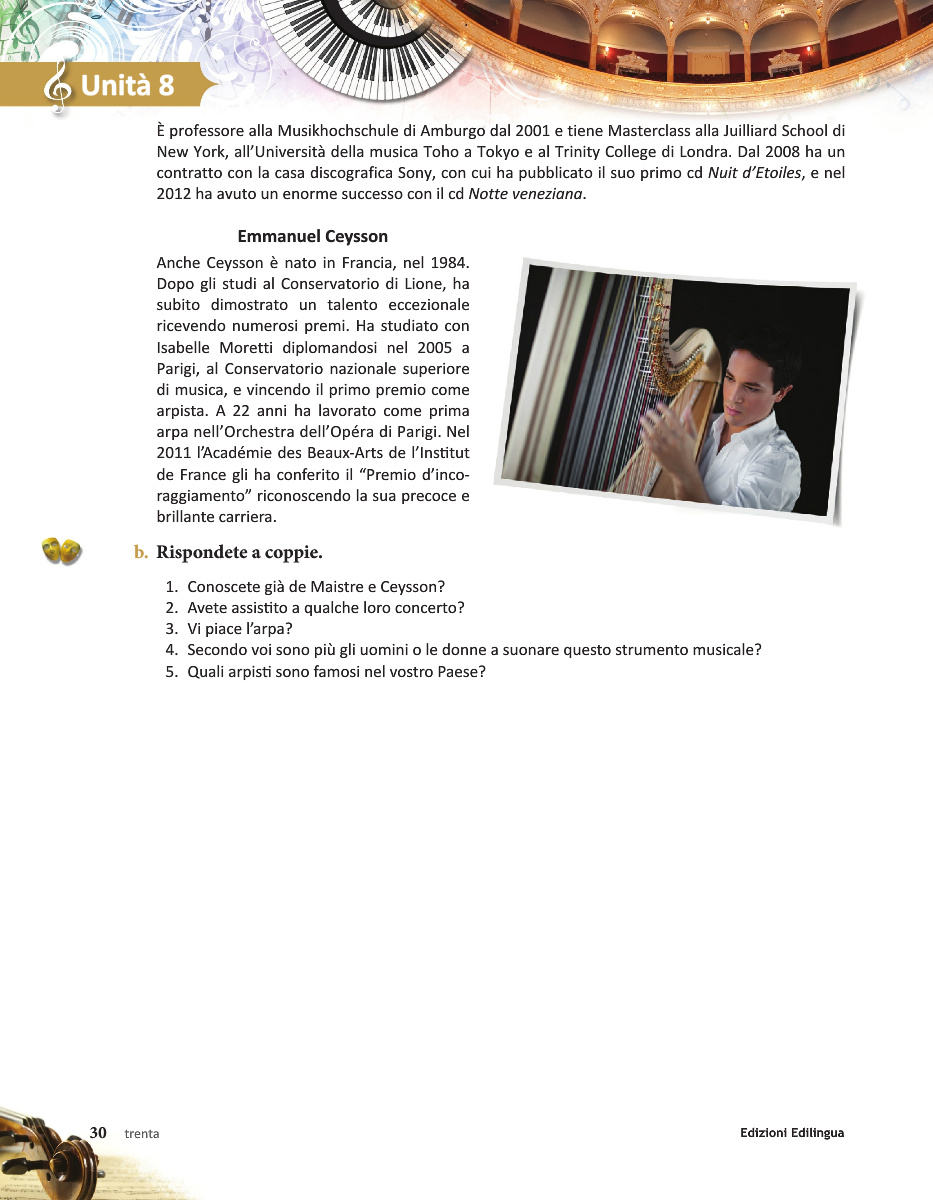 Unità 8
È professore alla Musikhochschule di Amburgo dal 2001 e tiene Masterclass alla Juilliard School di
New York, all’Università della musica Toho a Tokyo e al Trinity College di Londra. Dal 2008 ha un
contratto con la casa discografica Sony, con cui ha pubblicato il suo primo cd Nuit d’Etoiles, e nel
2012 ha avuto un enorme successo con il cd Notte veneziana.
Emmanuel Ceysson
Anche Ceysson è nato in Francia, nel 1984.
Dopo gli studi al Conservatorio di Lione, ha
subito dimostrato un talento eccezionale
ricevendo numerosi premi. Ha studiato con
Isabelle Moretti diplomandosi nel 2005 a
Parigi, al Conservatorio nazionale superiore
di musica, e vincendo il primo premio come
arpista. A 22 anni ha lavorato come prima
arpa nell’Orchestra dell’Opéra di Parigi. Nel
2011 l’Académie des Beaux-Arts de l’Institut
de France gli ha conferito il “Premio d’inco-
raggiamento” riconoscendo la sua precoce e
brillante carriera.
b. Rispondete a coppie.
1. Conoscete già de Maistre e Ceysson?
2. Avete assistito a qualche loro concerto?
3. Vi piace l’arpa?
4. Secondo voi sono più gli uomini o le donne a suonare questo strumento musicale?
5. Quali arpisti sono famosi nel vostro Paese?
30 trenta
Edizioni Edilingua